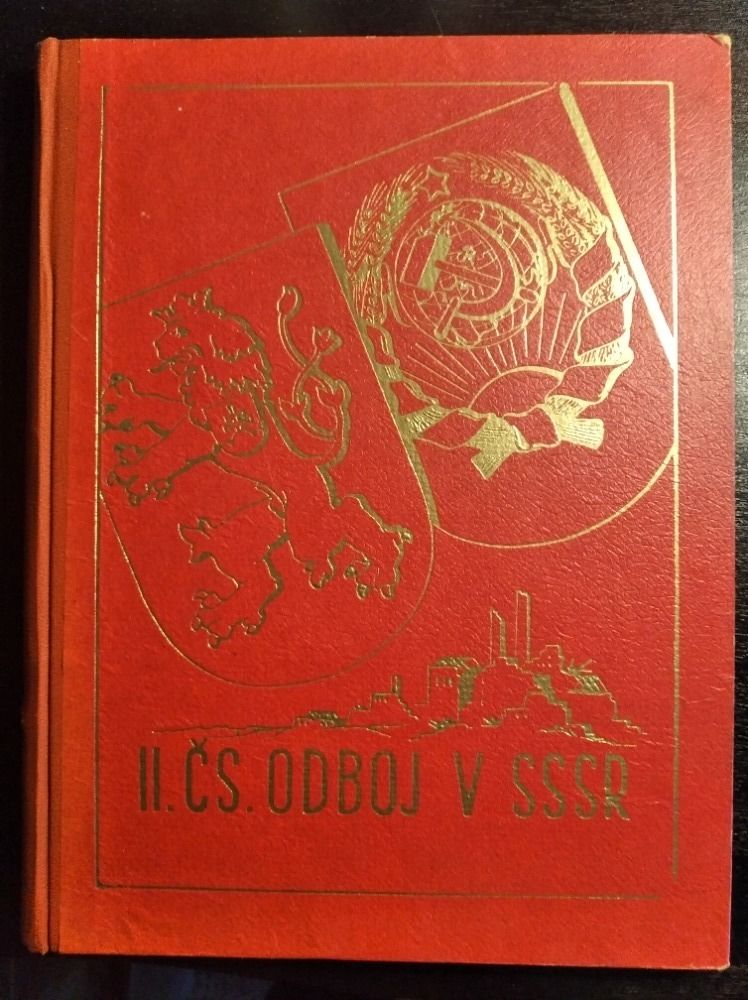 II. ČS. ODBOJ V SSSR